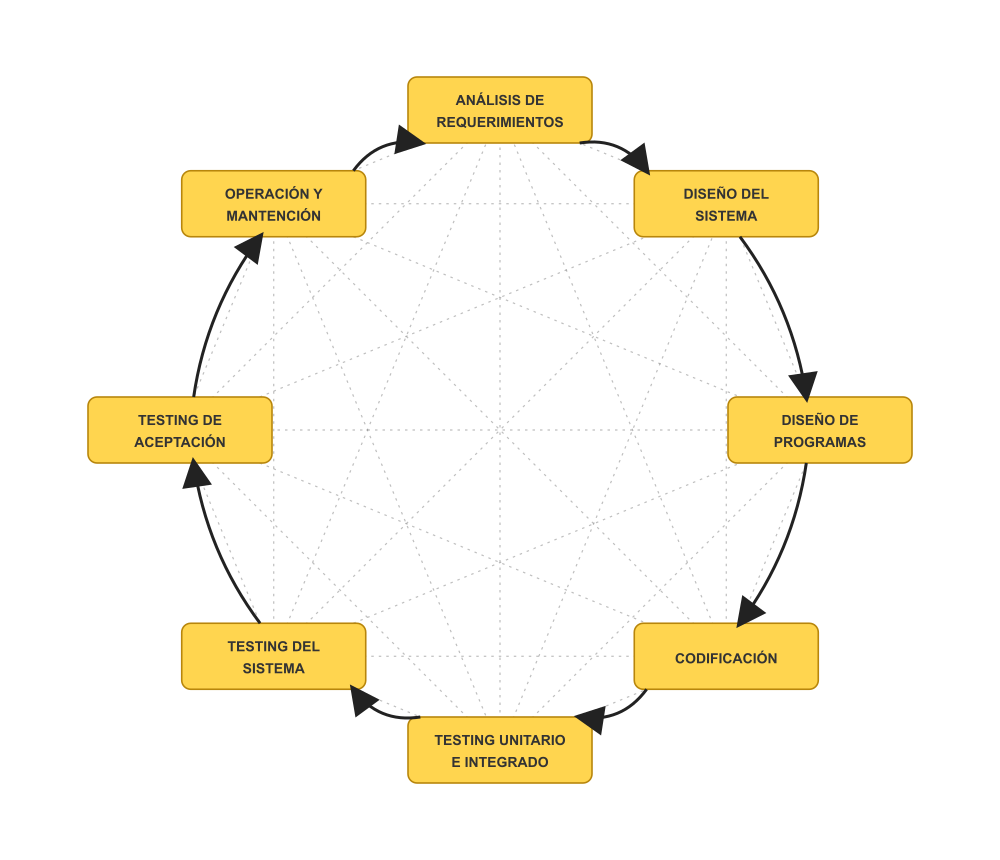 ANÁLISIS DE
REQUERIMIENTOS
DISEÑO DEL
SISTEMA
DISEÑO DE
PROGRAMAS
CODIFICACIÓN
TESTING UNITARIO
E INTEGRADO
TESTING DEL
SISTEMA
TESTING DE
ACEPTACIÓN
OPERACIÓN Y
MANTENCIÓN